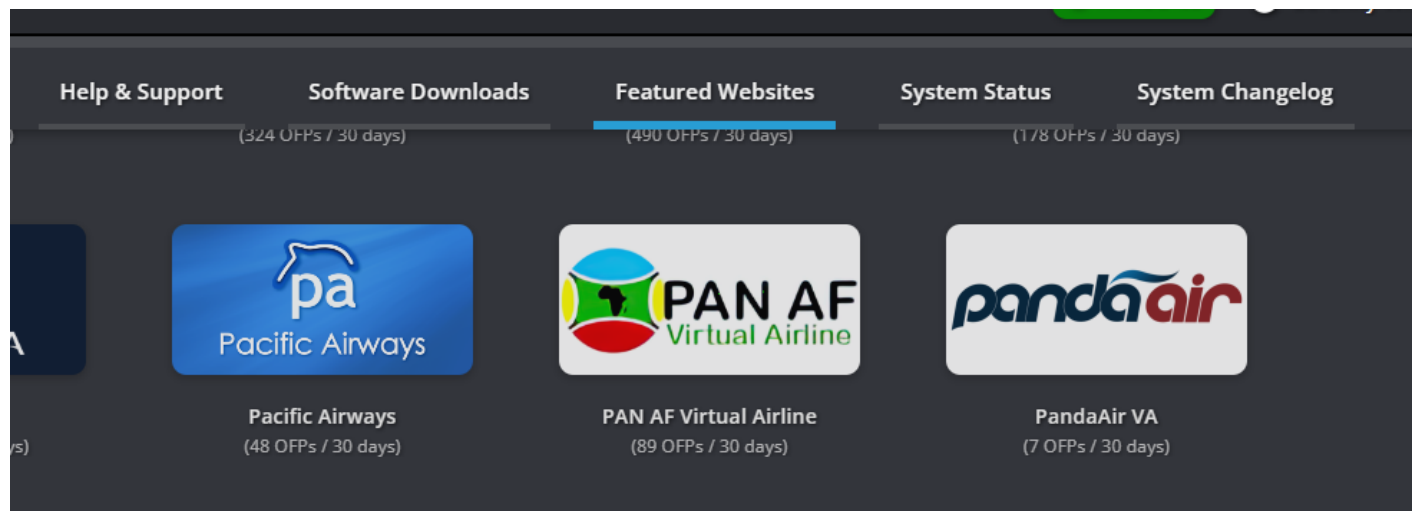 Help & Support
Software Downloads
Featured Websites
System Status
System Changelog
(324 OFPs / 30 days)
(490 OFPs / 30 days)
(178 OFPs / 30 days)
A
pa
Pacific Airways
PAN AF
Virtual Airline
pandaair
Pacific Airways
PAN AF Virtual Airline
PandaAir VA
(48 OFPs / 30 days)
(89 OFPs / 30 days)
(7 OFPs / 30 days)